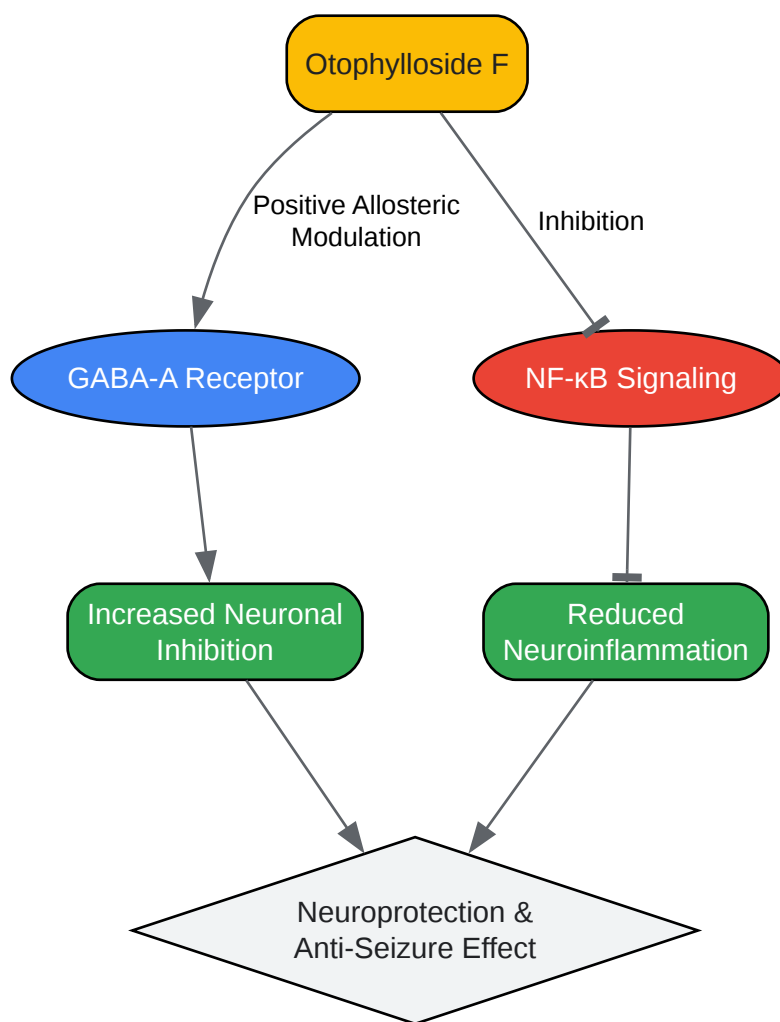 Otophylloside F
Positive Allosteric
Modulation
Inhibition
GABA-A Receptor
NF-κB Signaling
Increased Neuronal
Inhibition
Reduced
Neuroinflammation
Neuroprotection &
Anti-Seizure Effect